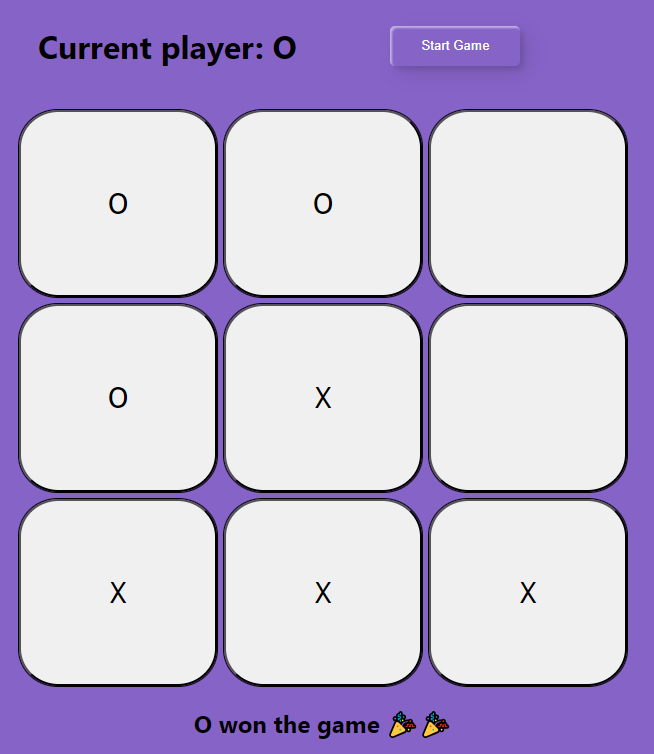 Current player: O
Start Game
O O
O X
X X X
O won the game 🎉 🎉